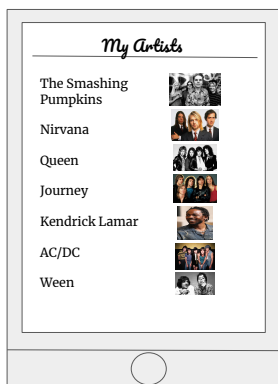 My Artists
The Smashing
Pumpkins
Nirvana
Queen
Journey
Kendrick Lamar
AC/DC
Ween